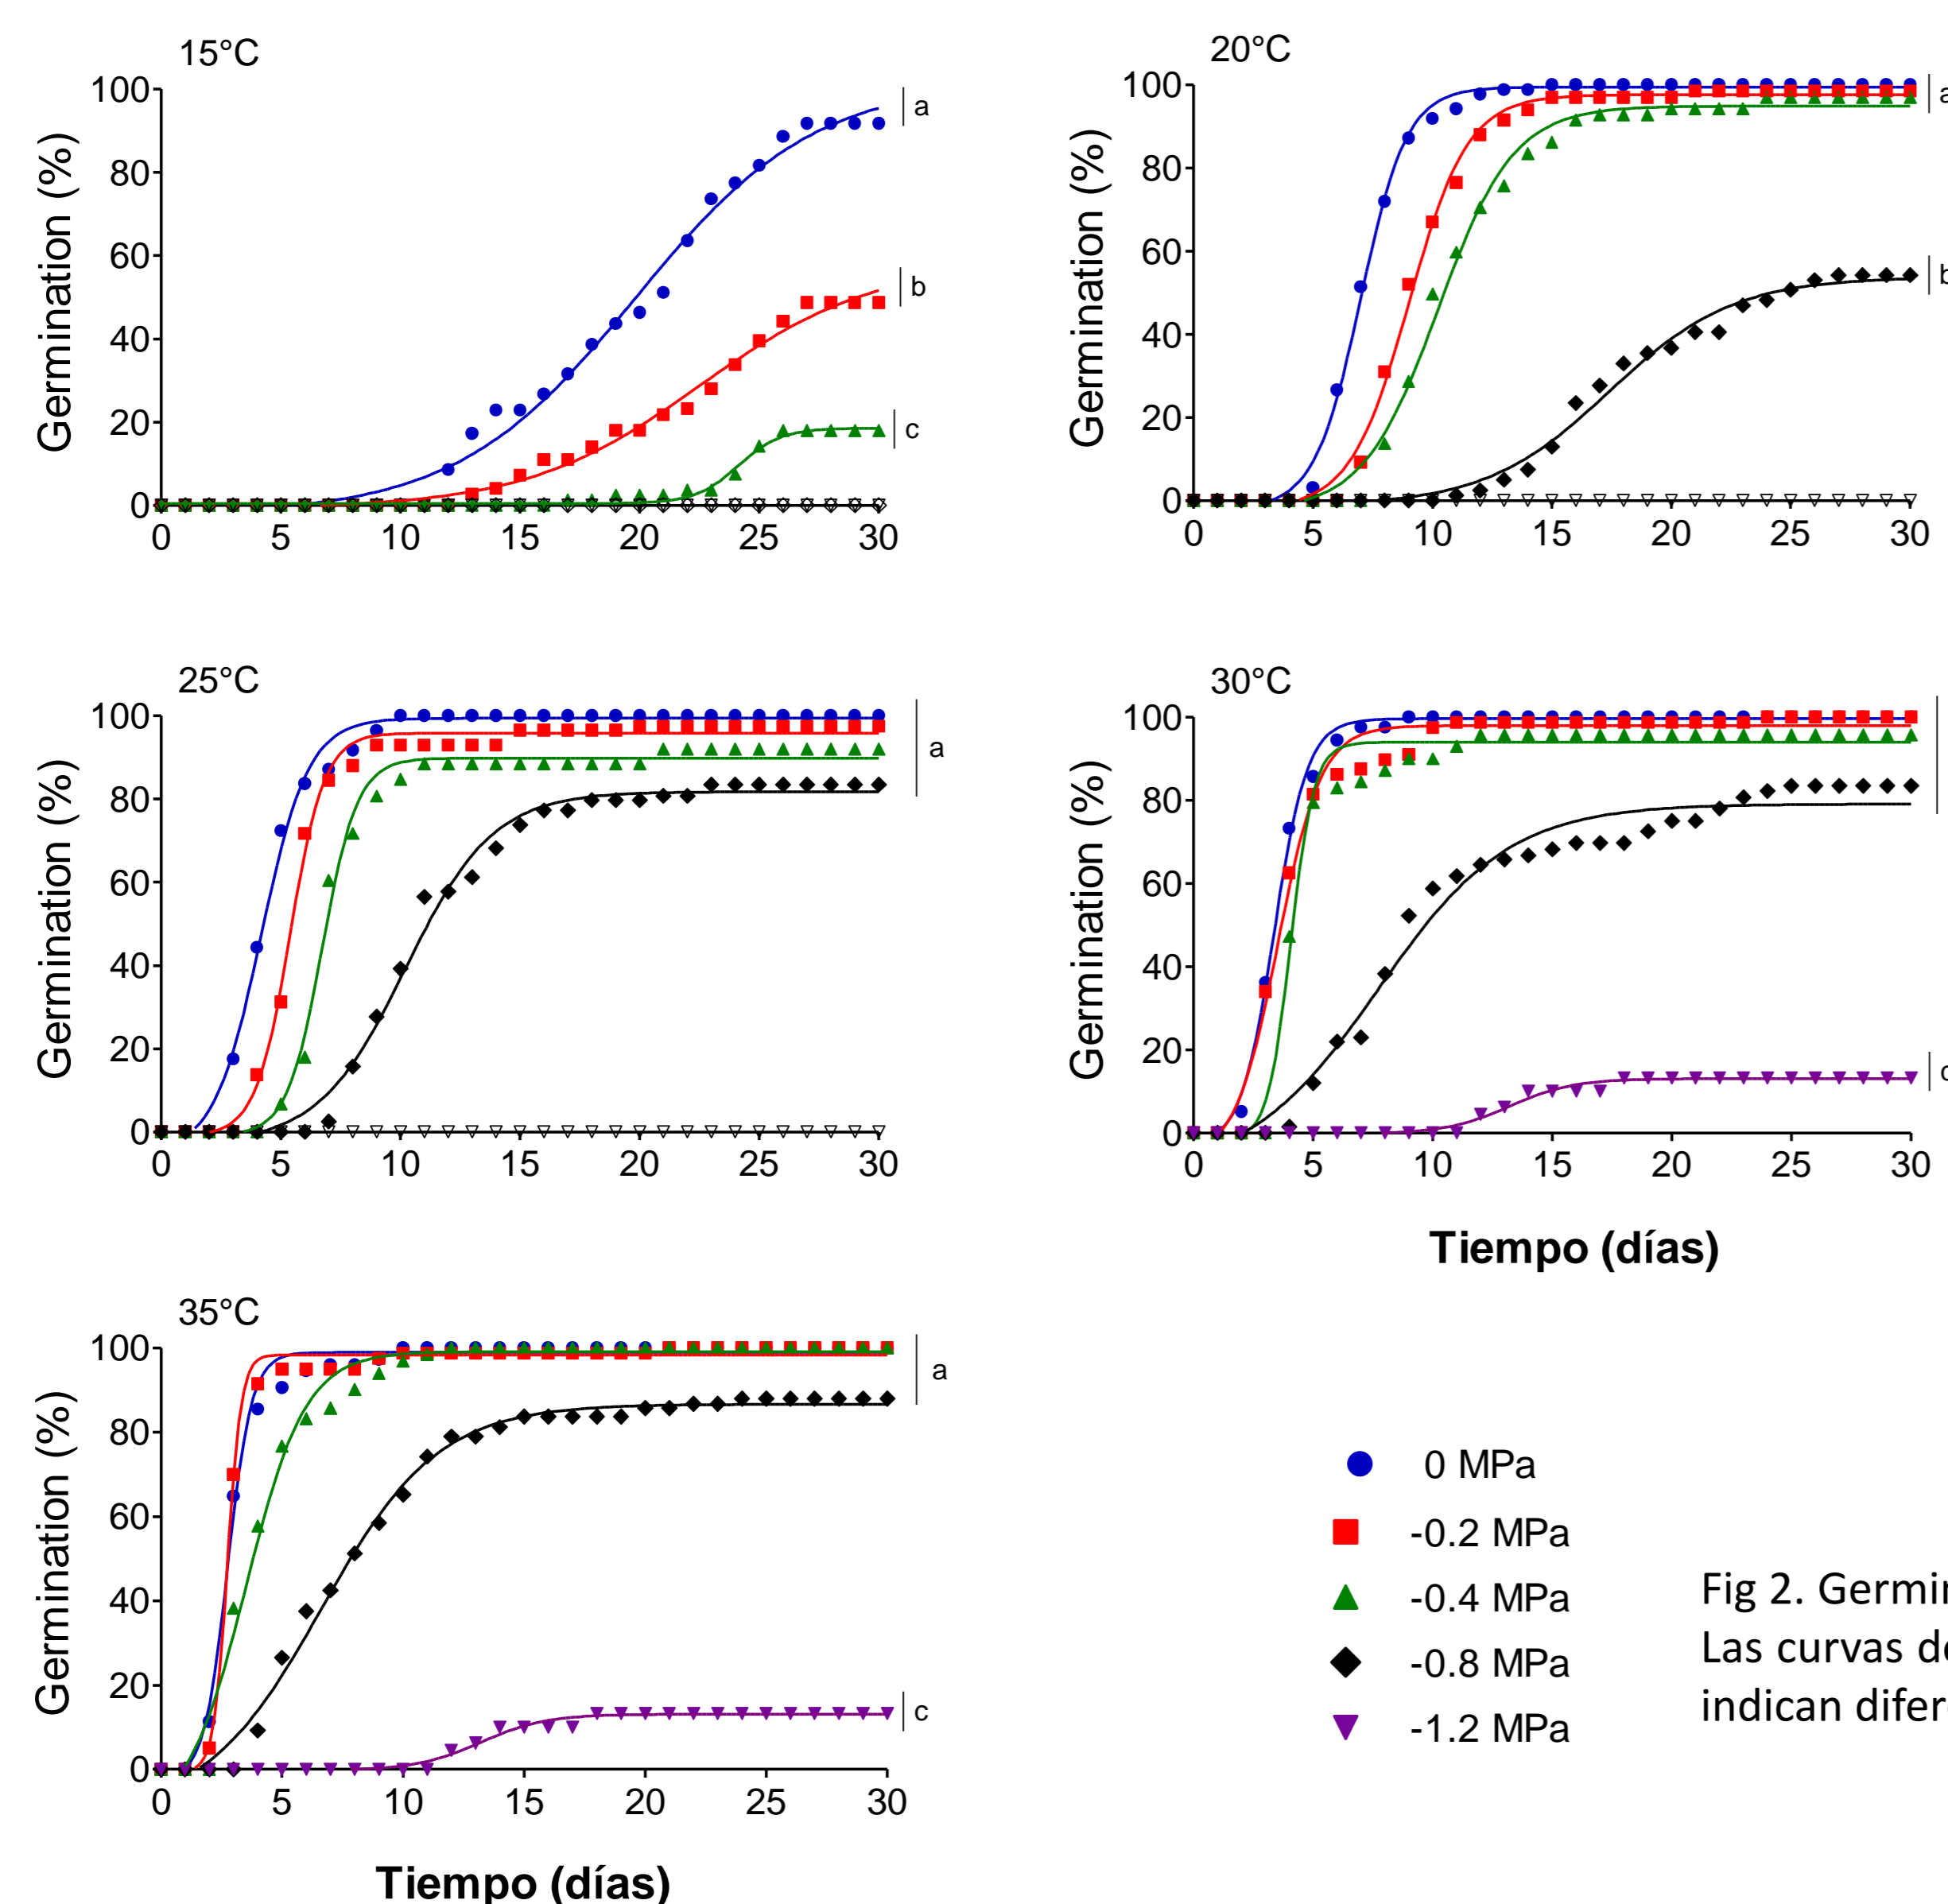 15°C
100
80
60
40
20
0
Germination (%)
a
b
c
0 5 10 15 20 25 30
20°C
100
80
60
40
20
0
Germination (%)
a
b
0 5 10 15 20 25 30
25°C
100
80
60
40
20
0
Germination (%)
a
0 5 10 15 20 25 30
30°C
100
80
60
40
20
0
Germination (%)
0 5 10 15 20 25 30
Tiempo (días)
35°C
100
80
60
40
20
0
Germination (%)
a
c
0 5 10 15 20 25 30
Tiempo (días)
0 MPa
-0.2 MPa
-0.4 MPa
-0.8 MPa
-1.2 MPa
Fig 2.
Las curvas
indican